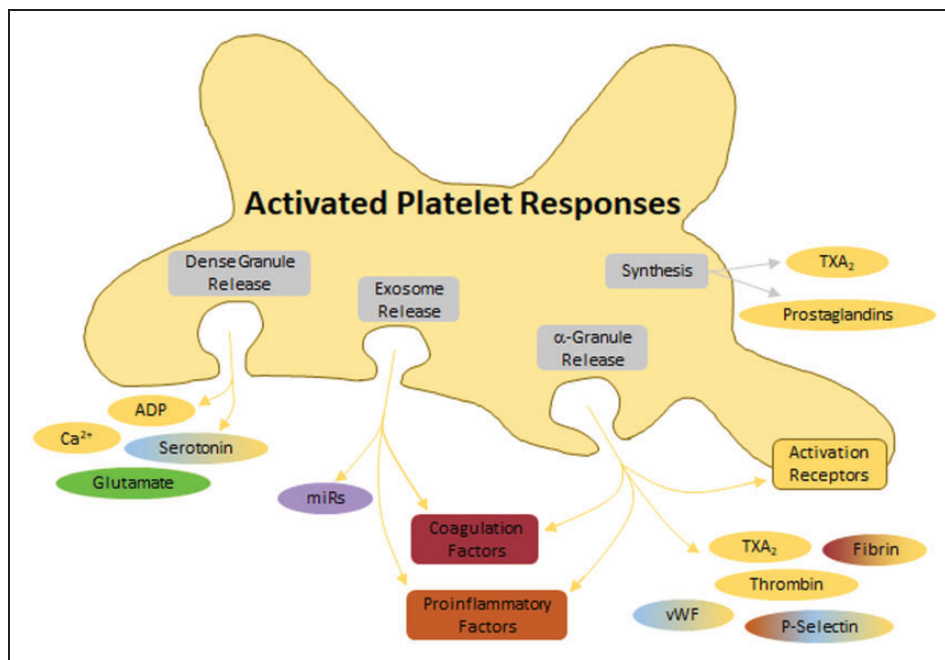 Activated Platelet Responses
Dense Granule
Release
Exosome
Release
α-Granule
Release
Synthesis
TXA₂
Prostaglandins
ADP
Ca²⁺
Serotonin
Glutamate
miRs
Coagulation
Factors
Proinflammatory
Factors
Activation
Receptors
TXA₂
Fibrin
Thrombin
vWF
P-Selectin